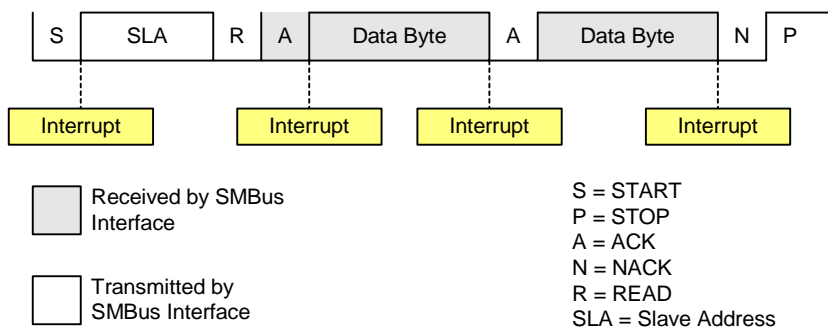 S SLA R A Data Byte A Data Byte N P
Interrupt Interrupt Interrupt Interrupt
Received by SMBus
Interface
Transmitted by
SMBus Interface
S = START
P = STOP
A = ACK
N = NACK
R = READ
SLA = Slave Address